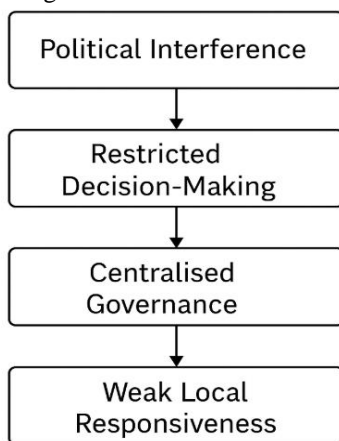 Political Interference
Restricted
Decision-Making
Centralised
Governance
Weak Local
Responsiveness